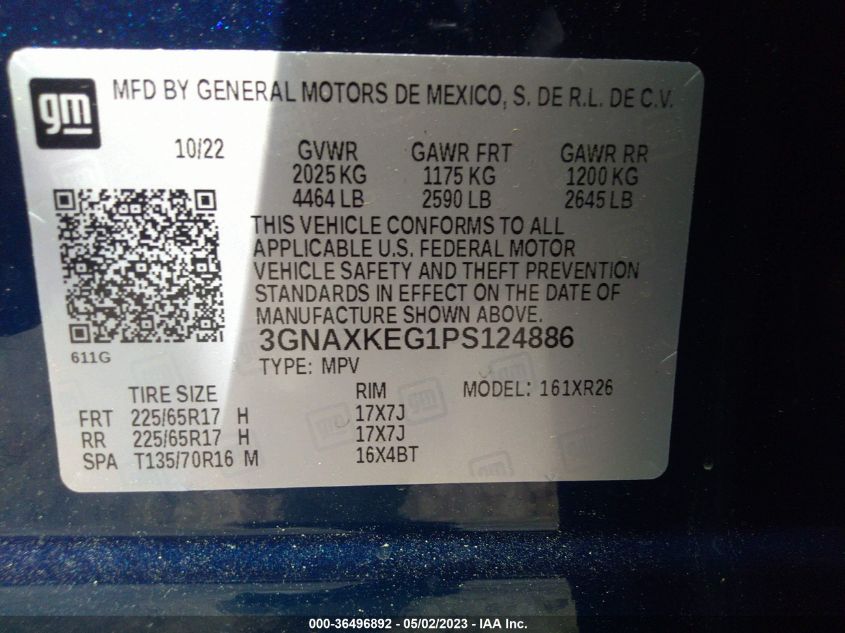 gm MFD BY GENERAL MOTORS DE MEXICO, S. DE R.L. DE C.V.
10/22 GVWR GAWR FRT GAWR RR
2025 KG 1175 KG 1200 KG
4464 LB 2590 LB 2645 LB
THIS VEHICLE CONFORMS TO ALL
APPLICABLE U.S. FEDERAL MOTOR
VEHICLE SAFETY AND THEFT PREVENTION
STANDARDS IN EFFECT ON THE DATE OF
MANUFACTURE SHOWN ABOVE.
611G
3GNAXKEG1PS124886
TYPE: MPV
TIRE SIZE RIM MODEL: 161XR26
FRT 225/65R17 H 17X7J
RR 225/65R17 H 17X7J
SPA T135/70R16 M 16X4BT
000-36496892 - 05/02/2023 - IAA Inc.